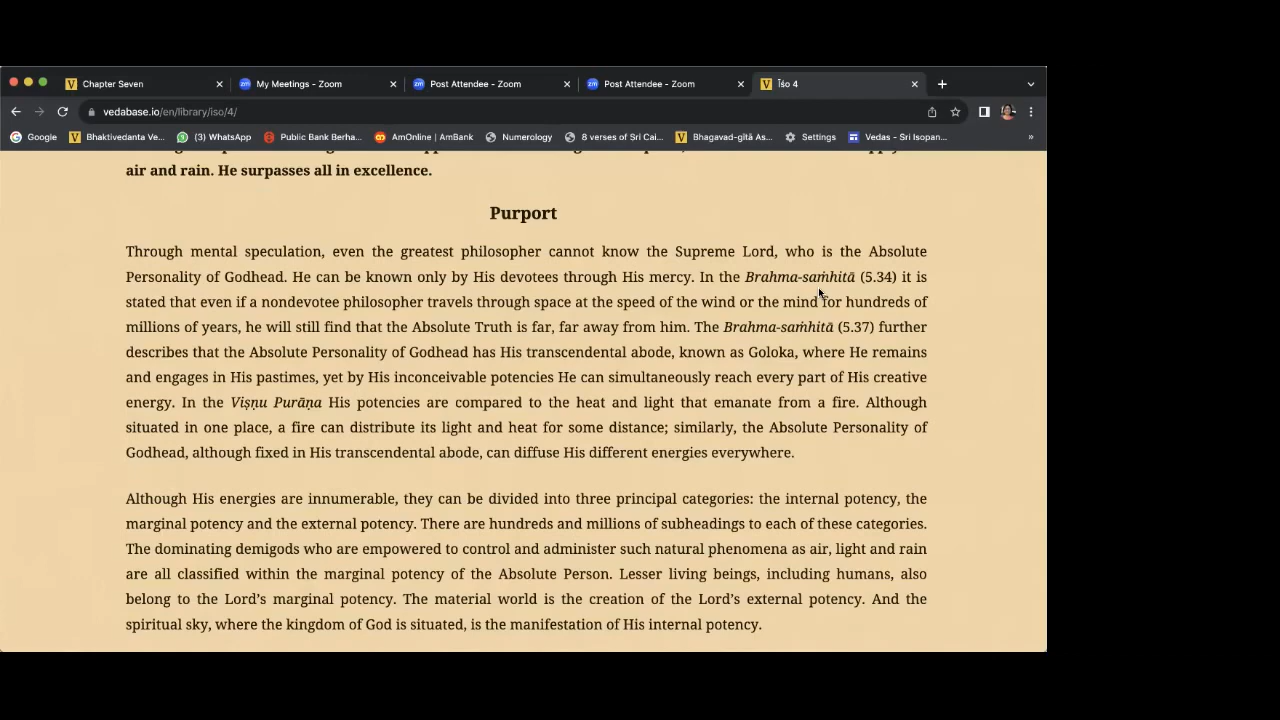 Chapter Seven
My Meetings - Zoom
Post Attendee - Zoom
Post Attendee - Zoom
Īśo 4
vedabase.io/en/library/iso/4/
Google
Bhaktivedanta Ve...
(3) WhatsApp
Public Bank Berha...
AmOnline | AmBank
Numerology
8 verses of Sri Cai...
Bhagavad-gītā As...
Settings
Vedas - Sri Isopan...
»
air and rain. He surpasses all in excellence.
Purport
Through mental speculation, even the greatest philosopher cannot know the Supreme Lord, who is the Absolute
Personality of Godhead. He can be known only by His devotees through His mercy. In the Brahma-saṁhitā (5.34) it is
stated that even if a nondevotee philosopher travels through space at the speed of the wind or the mind for hundreds of
millions of years, he will still find that the Absolute Truth is far, far away from him. The Brahma-saṁhitā (5.37) further
describes that the Absolute Personality of Godhead has His transcendental abode, known as Goloka, where He remains
and engages in His pastimes, yet by His inconceivable potencies He can simultaneously reach every part of His creative
energy. In the Viṣṇu Purāṇa His potencies are compared to the heat and light that emanate from a fire. Although
situated in one place, a fire can distribute its light and heat for some distance; similarly, the Absolute Personality of
Godhead, although fixed in His transcendental abode, can diffuse His different energies everywhere.
Although His energies are innumerable, they can be divided into three principal categories: the internal potency, the
marginal potency and the external potency. There are hundreds and millions of subheadings to each of these categories.
The dominating demigods who are empowered to control and administer such natural phenomena as air, light and rain
are all classified within the marginal potency of the Absolute Person. Lesser living beings, including humans, also
belong to the Lord’s marginal potency. The material world is the creation of the Lord’s external potency. And the
spiritual sky, where the kingdom of God is situated, is the manifestation of His internal potency.